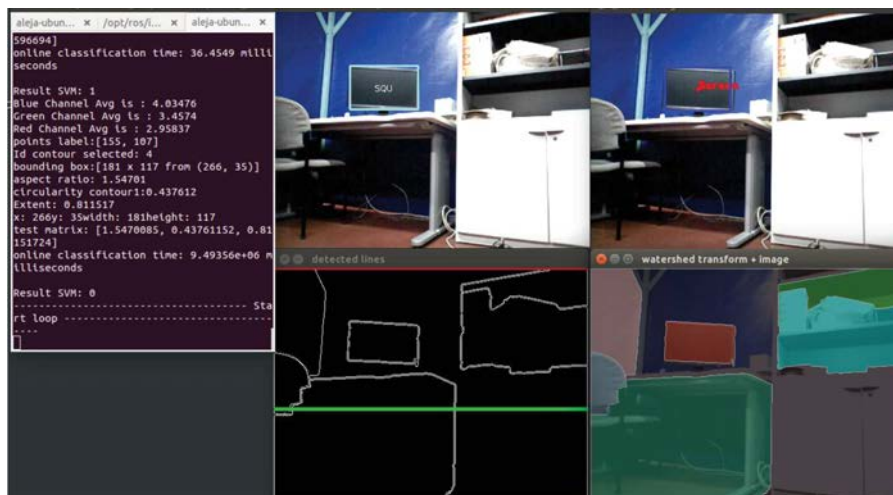 aleja-ubun... × /opt/ros/i... × aleja-ubun... ×
596694]
online classification time: 36.4549 milli
seconds
Result SVM: 1
Blue Channel Avg is : 4.03476
Green Channel Avg is : 3.4574
Red Channel Avg is : 2.95837
points label:[155, 107]
Id contour selected: 4
bounding box:[181 x 117 from (266, 35)]
aspect ratio: 1.54701
circularity contour1:0.437612
Extent: 0.811517
x: 266y: 35width: 181height: 117
test matrix: [1.5470085, 0.43761152, 0.81
151724]
online classification time: 9.49356e+06 m
illiseconds
Result SVM: 0
---------------------------------- Sta
rt loop -------------------------------
----
SQU
detected lines
watershed transform + image